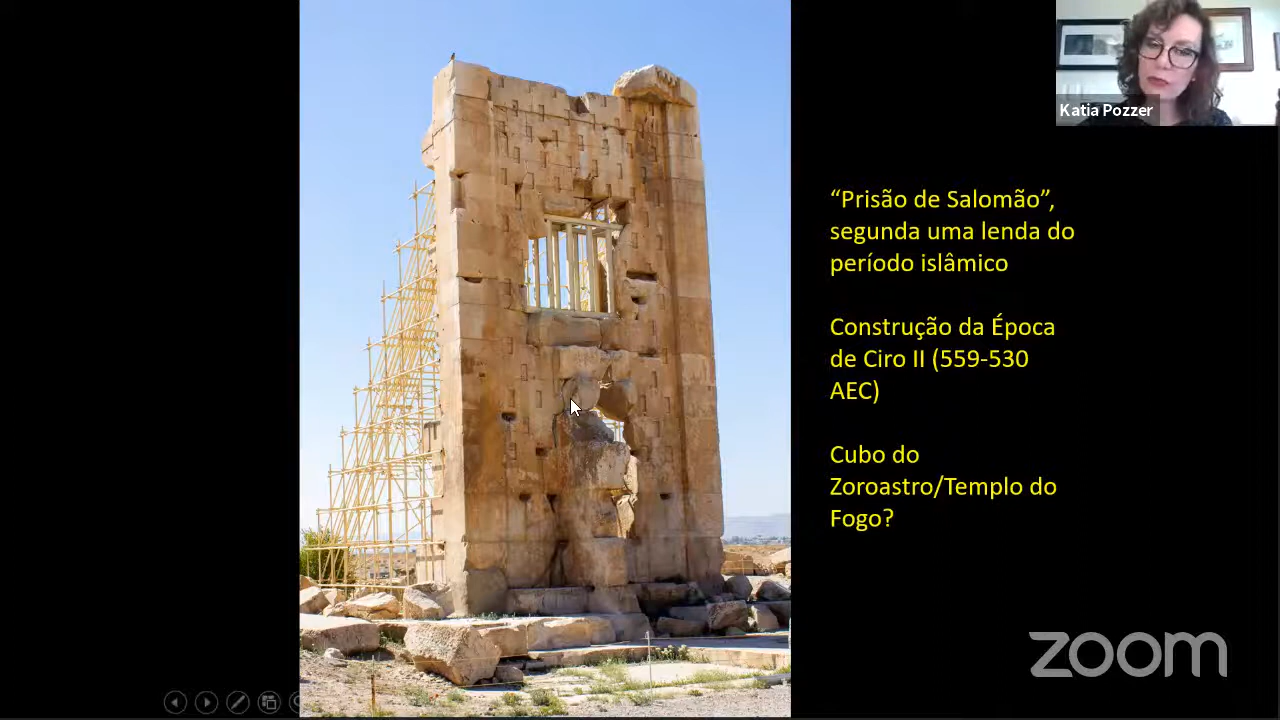 Katia Pozzer
“Prisão de Salomão”,
segunda uma lenda do
período islâmico
Construção da Época
de Ciro II (559-530
AEC)
Cubo do
Zoroastro/Templo do
Fogo?
zoom